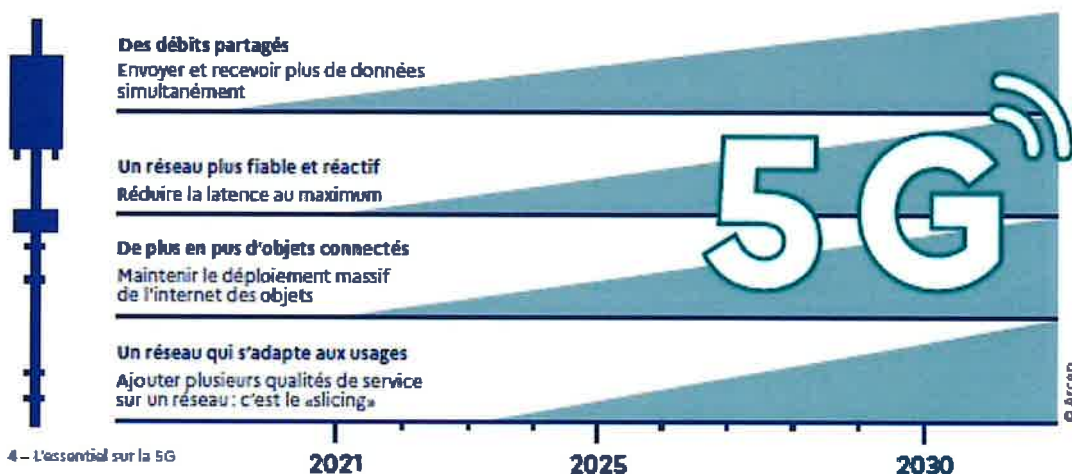 Des débits partagés
Envoyer et recevoir plus de données
simultanément
Un réseau plus fiable et réactif
Réduire la latence au maximum
De plus en pus d'objets connectés
Maintenir le déploiement massif
de l'internet des objets
Un réseau qui s'adapte aux usages
Ajouter plusieurs qualités de service
sur un réseau : c'est le «slicing»
5G
© Arcep
2021
2025
2030
4 – L'essentiel sur la 5G